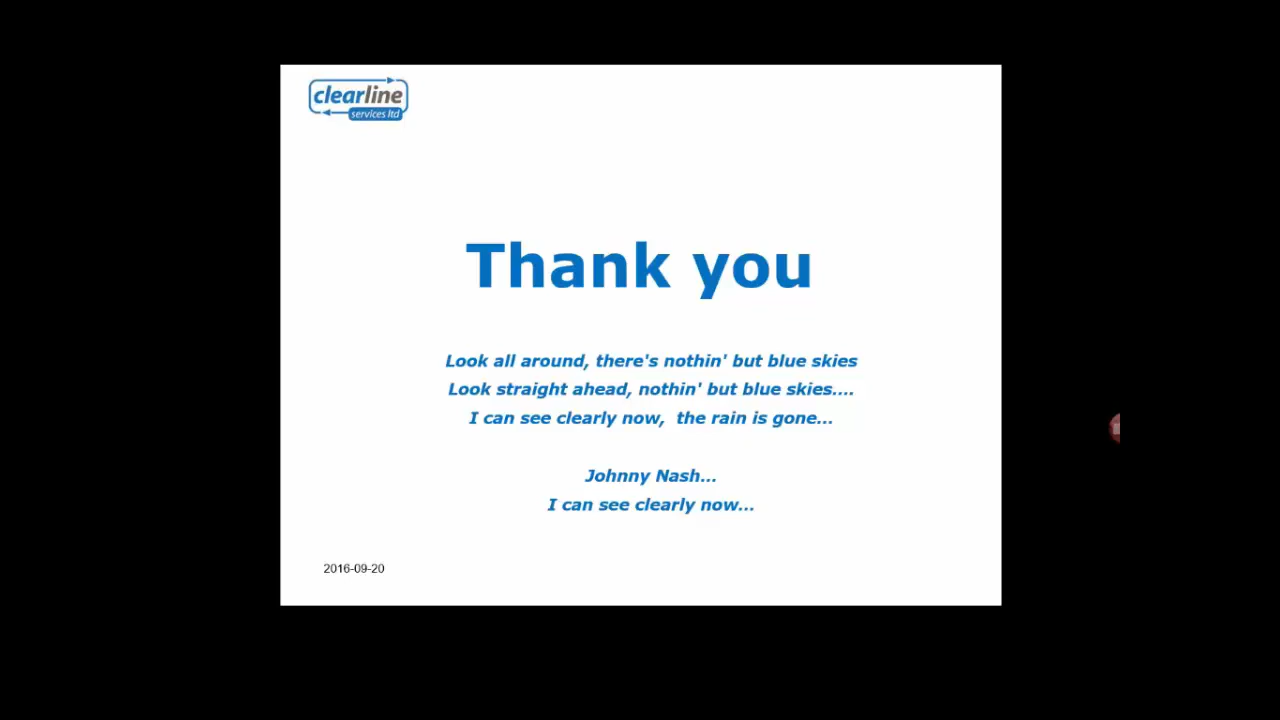 clearline
services ltd
Thank you
Look all around, there's nothin' but blue skies
Look straight ahead, nothin' but blue skies....
I can see clearly now,  the rain is gone...
Johnny Nash...
I can see clearly now...
2016-09-20